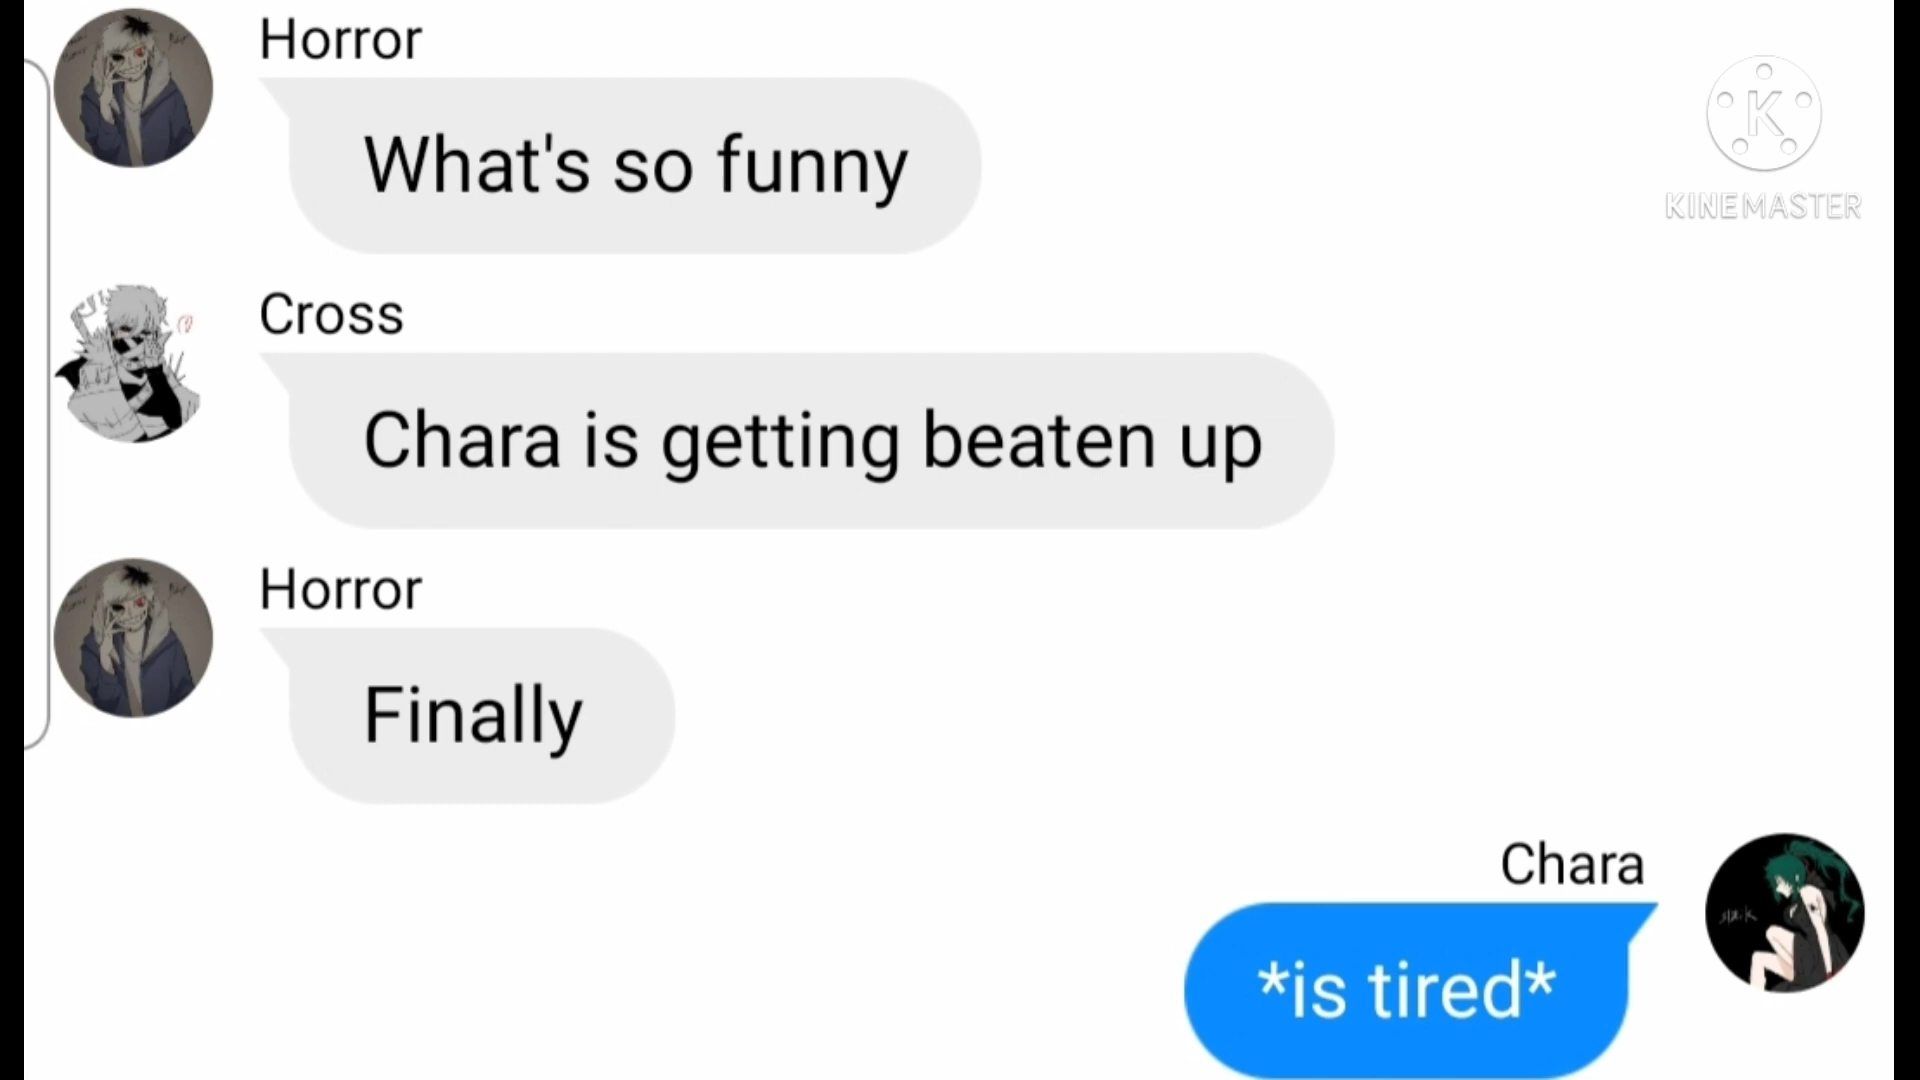 Horror
What's so funny
KINEMASTER
Cross
Chara is getting beaten up
Horror
Finally
Chara
*is tired*